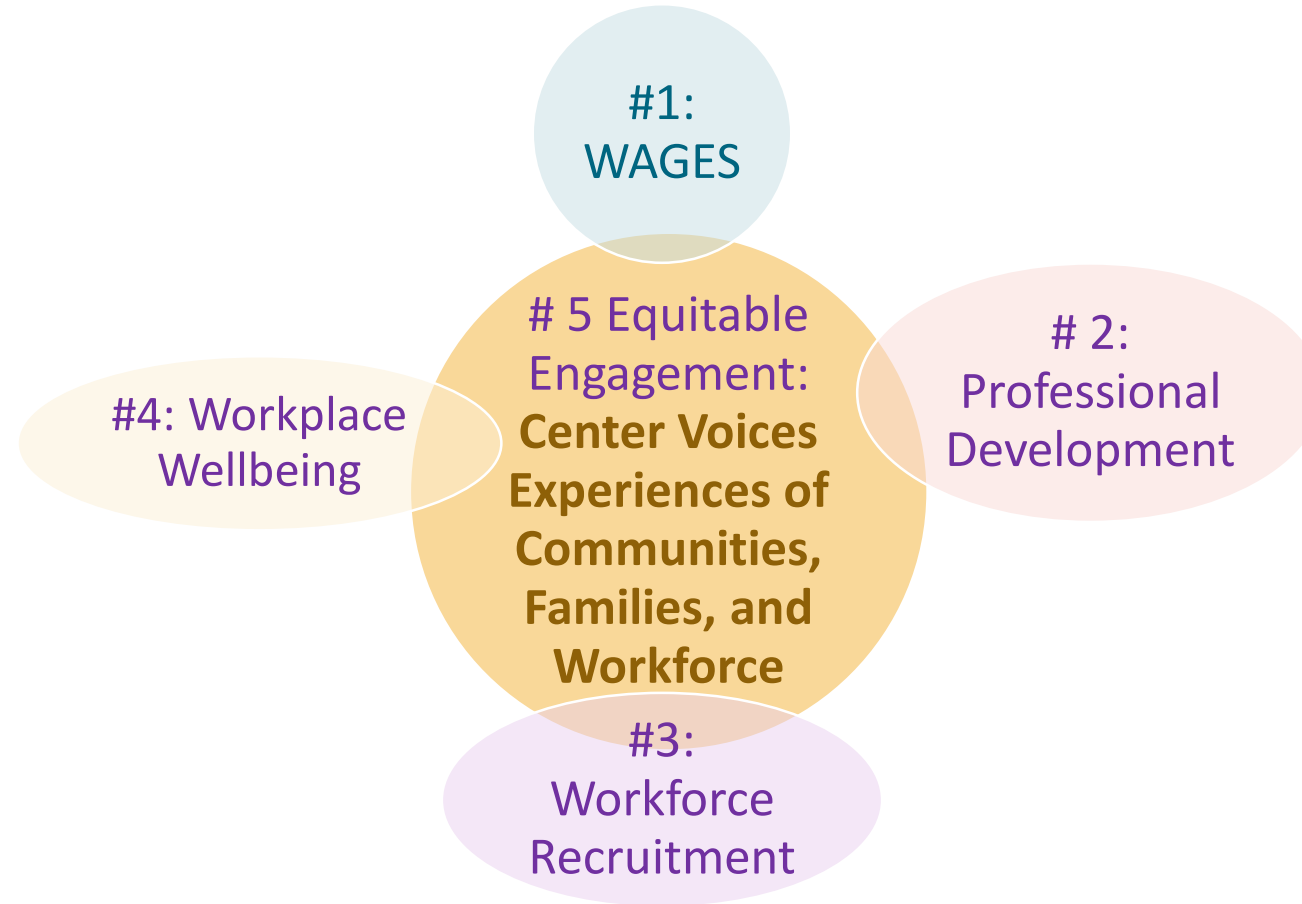 #1:
WAGES
# 5 Equitable
Engagement:
Center Voices
Experiences of
Communities,
Families, and
Workforce
# 2:
Professional
Development
#3:
Workforce
Recruitment
#4: Workplace
Wellbeing